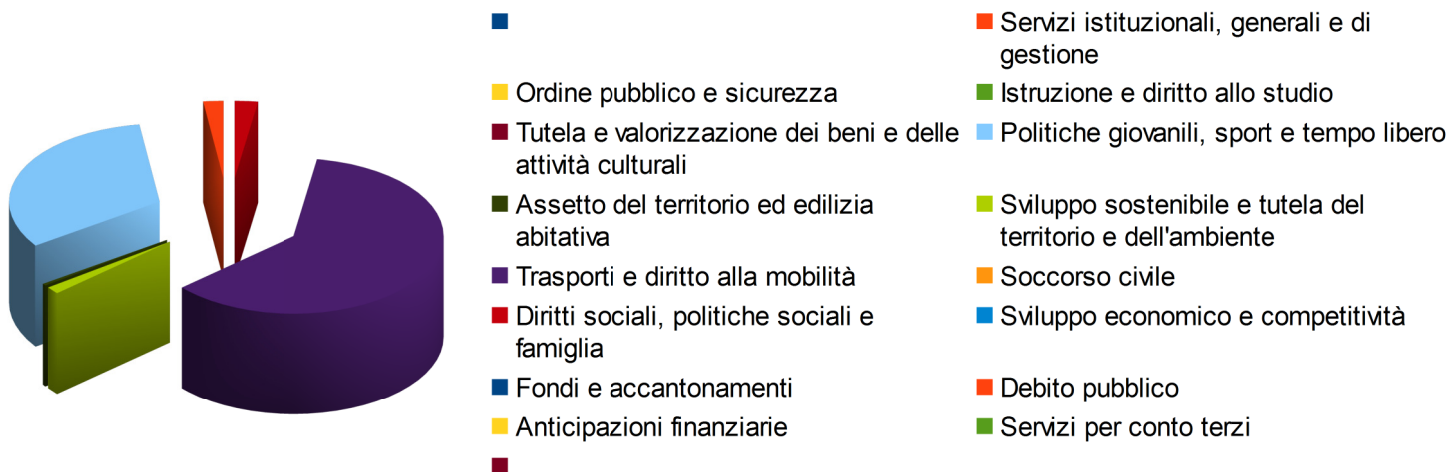 Servizi istituzionali, generali e di
gestione
Ordine pubblico e sicurezza
Istruzione e diritto allo studio
Tutela e valorizzazione dei beni e delle
attività culturali
Politiche giovanili, sport e tempo libero
Assetto del territorio ed edilizia
abitativa
Sviluppo sostenibile e tutela del
territorio e dell'ambiente
Trasporti e diritto alla mobilità
Soccorso civile
Diritti sociali, politiche sociali e
famiglia
Sviluppo economico e competitività
Fondi e accantonamenti
Debito pubblico
Anticipazioni finanziarie
Servizi per conto terzi